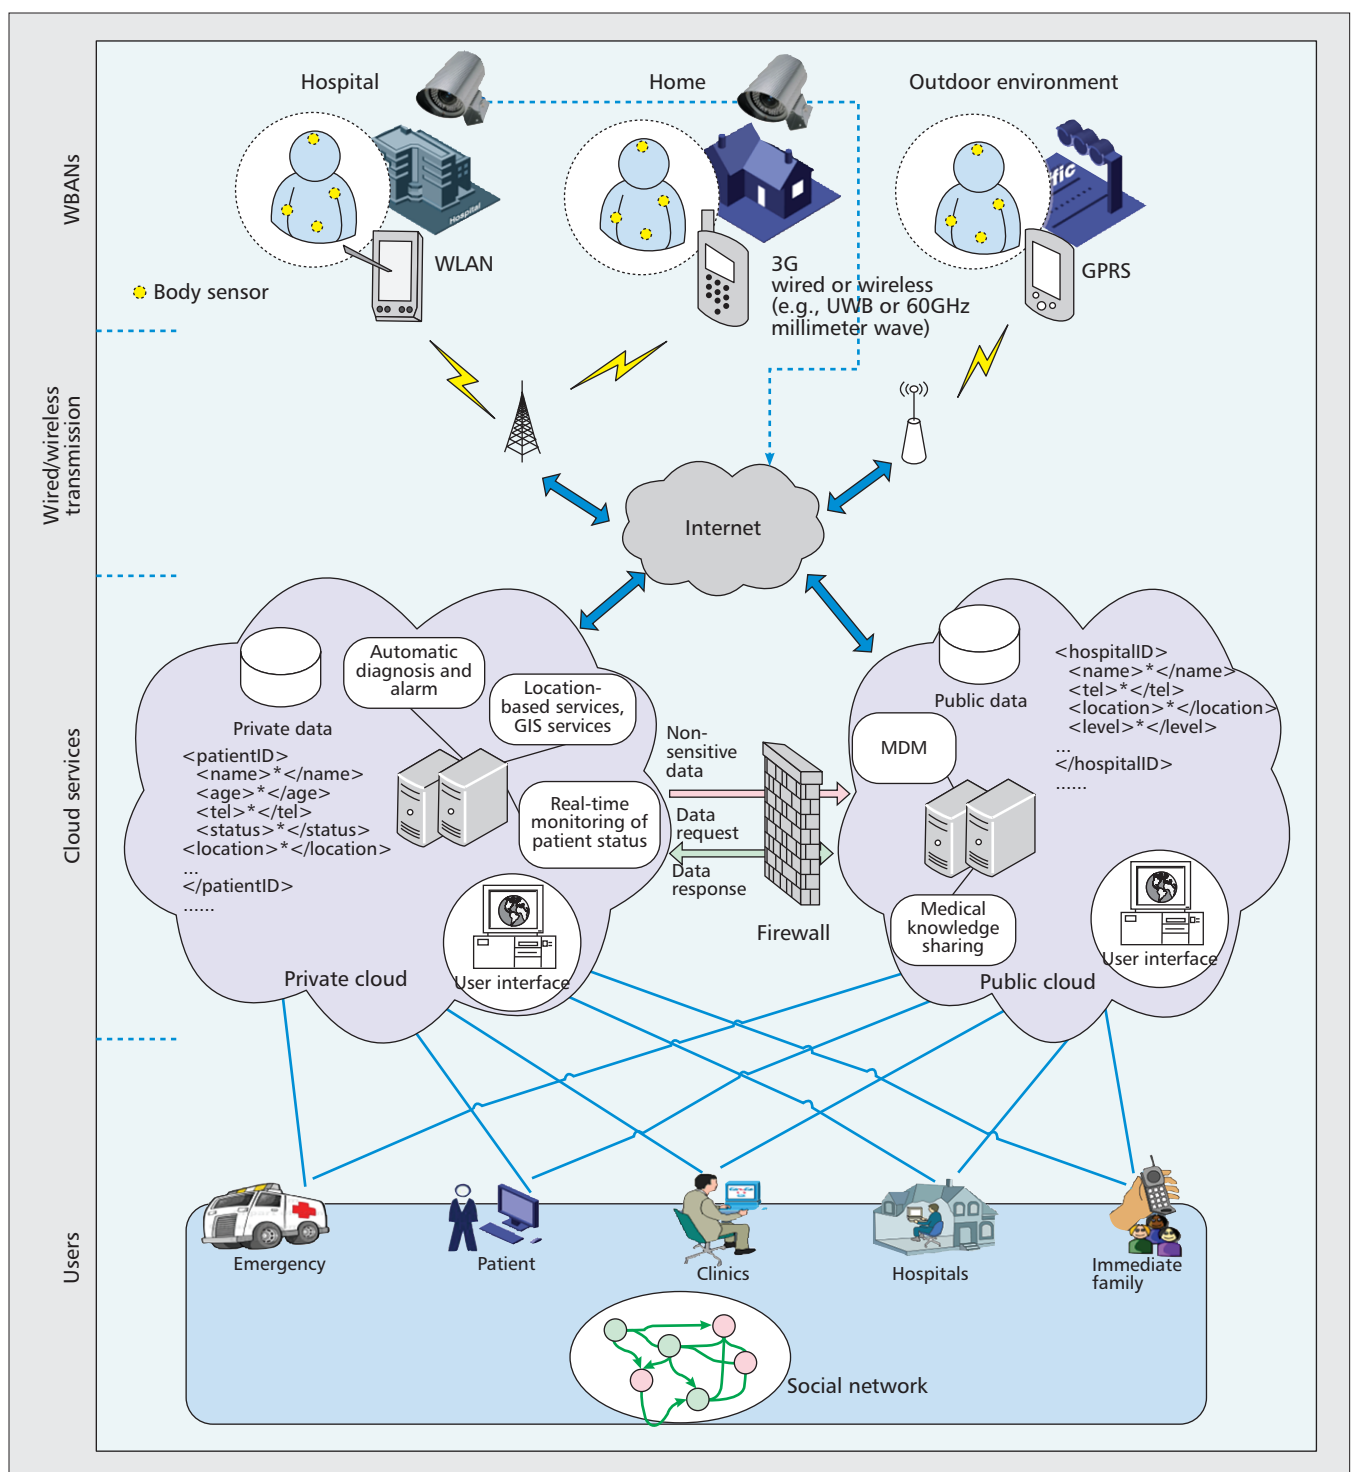 Hospital
Home
Outdoor environment
WBANs
Hospital
ffic
WLAN
3G
wired or wireless
(e.g., UWB or 60GHz
millimeter wave)
GPRS
Body sensor
Wired/wireless
transmission
Internet
Cloud services
Private data
<patientID>
<name>*</name>
<age>*</age>
<tel>*</tel>
<status>*</status>
<location>*</location>
...
</patientID>
......
Automatic
diagnosis and
alarm
Location-
based services,
GIS services
Real-time
monitoring of
patient status
User interface
Private cloud
Non-
sensitive
data
Data
request
Data
response
Firewall
Public data
<hospitalID>
<name>*</name>
<tel>*</tel>
<location>*</location>
<level>*</level>
...
</hospitalID>
......
MDM
Medical
knowledge
sharing
User interface
Public cloud
Users
Emergency
Patient
Clinics
Hospitals
Immediate
family
Social network